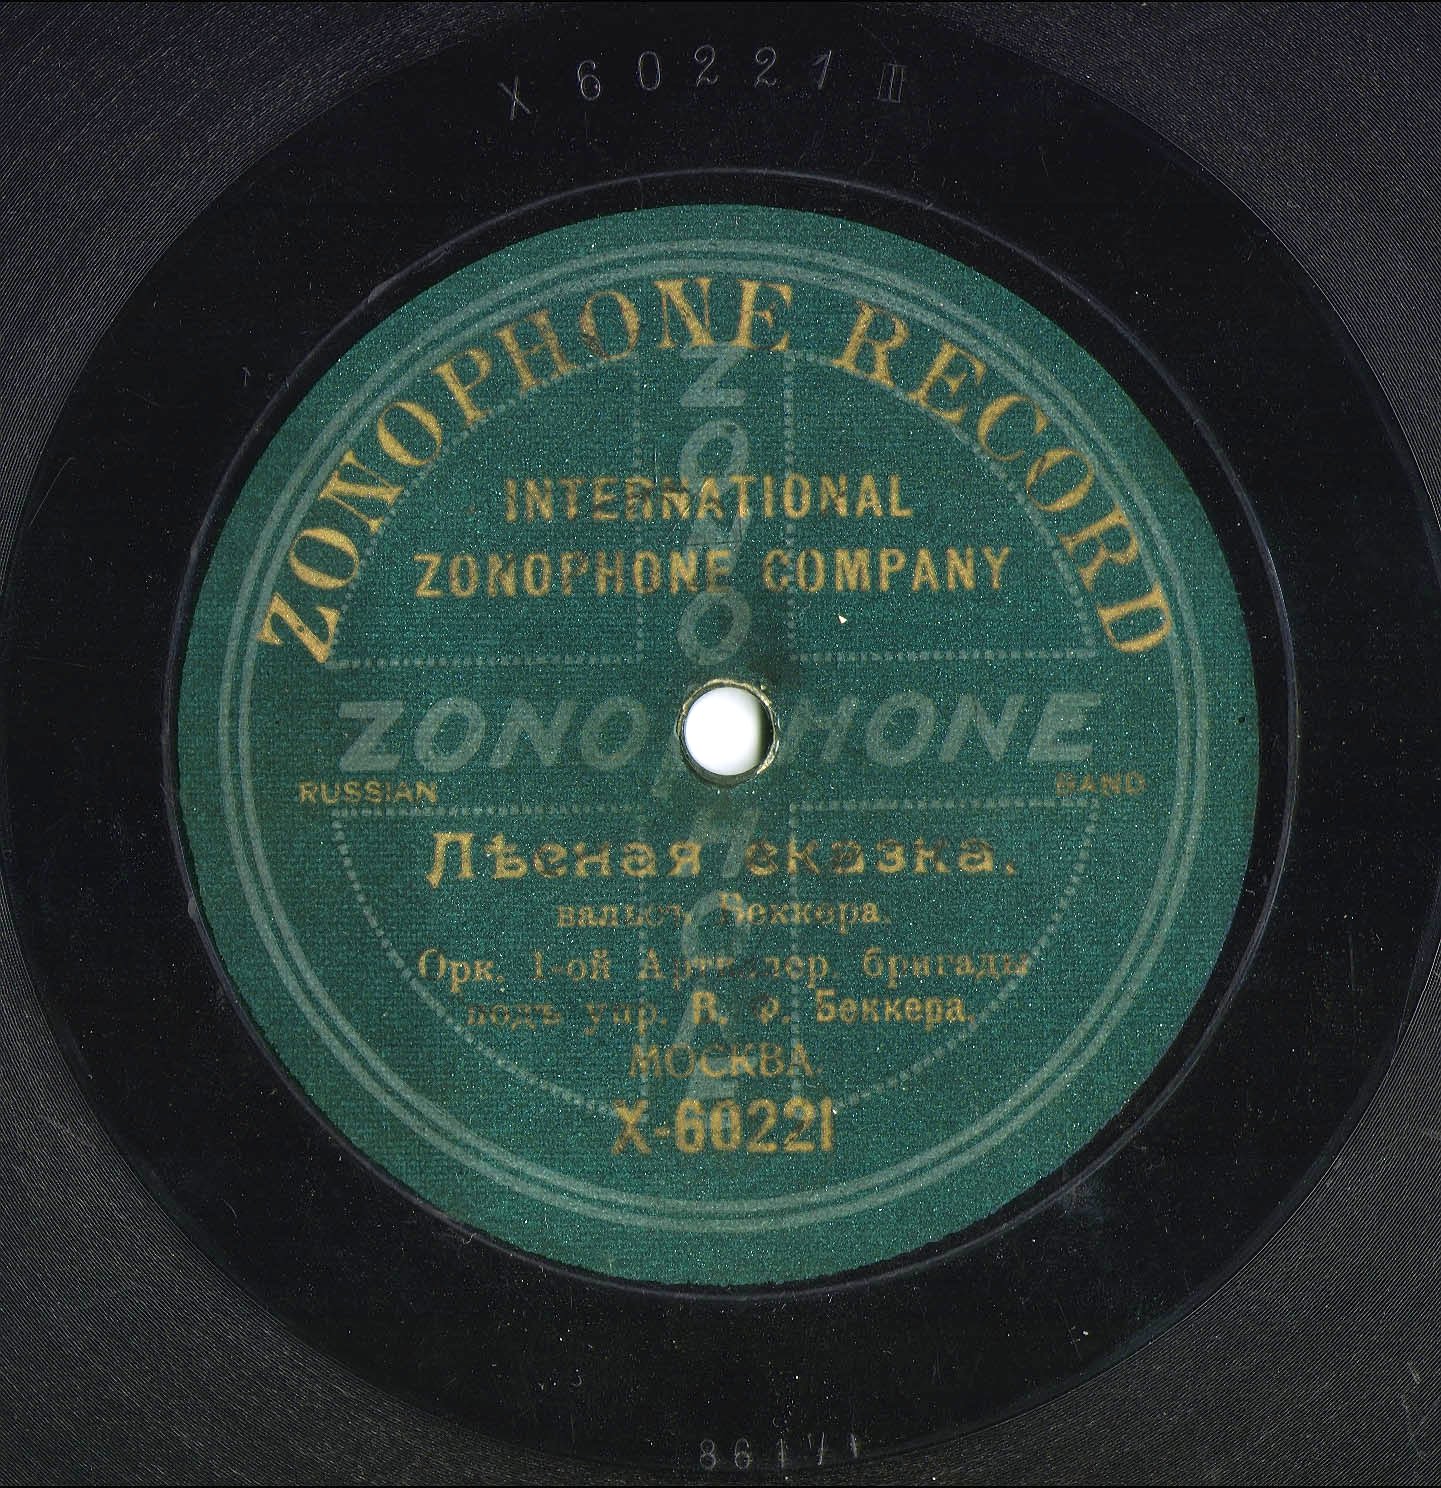 X 60221 II
ZONOPHONE RECORD
INTERNATIONAL
ZONOPHONE COMPANY
ZONOPHONE
ZONOPHONE
RUSSIAN BAND
Лѣсная сказка.
вальсъ, Беккера.
Орк. 1-ой Артиллер. бригады
подъ упр. В. Ф. Беккера.
МОСКВА.
X-60221